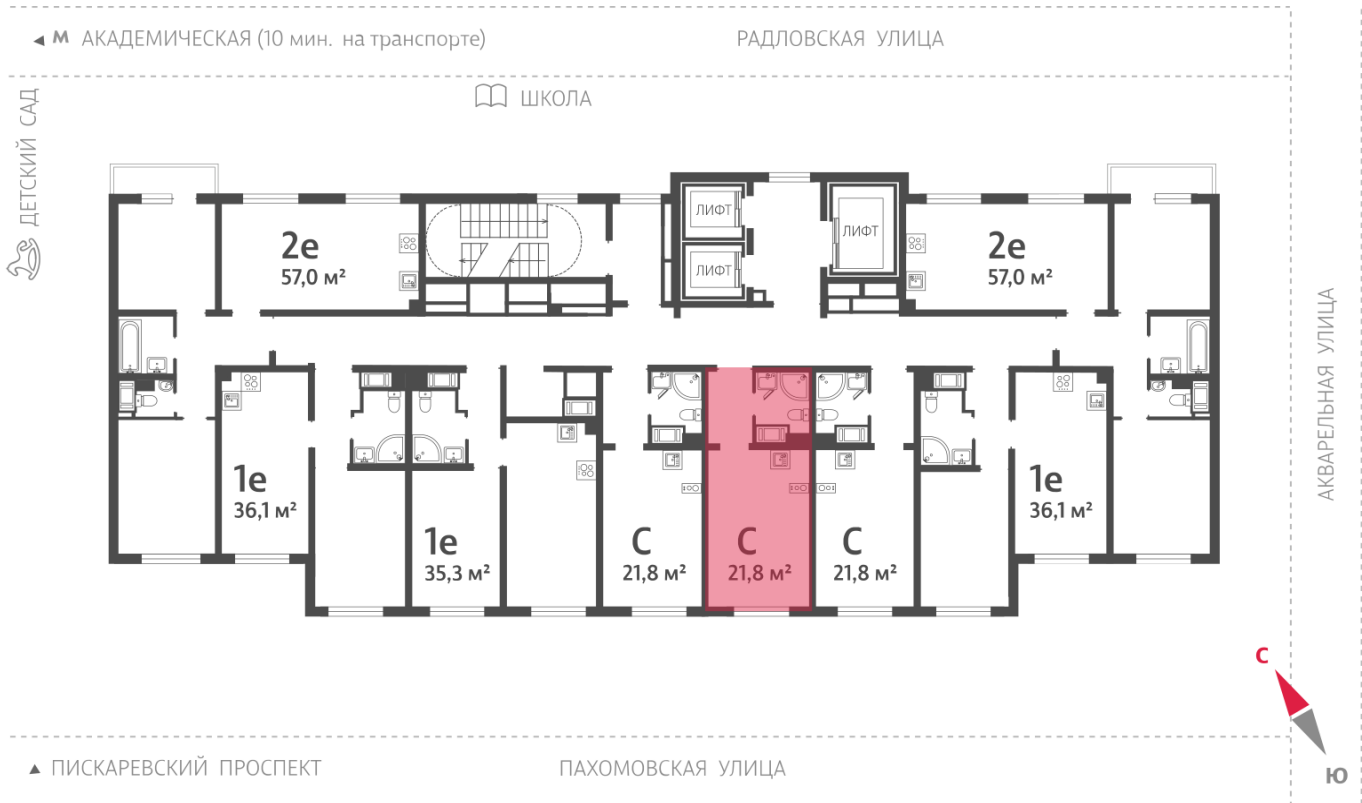 М АКАДЕМИЧЕСКАЯ (10 мин. на транспорте)
РАДЛОВСКАЯ УЛИЦА
ШКОЛА
ДЕТСКИЙ САД
ЛИФТ
ЛИФТ
ЛИФТ
2е
57,0 м²
2е
57,0 м²
АКВАРЕЛЬНАЯ УЛИЦА
1е
36,1 м²
1е
35,3 м²
С
21,8 м²
С
21,8 м²
С
21,8 м²
1е
36,1 м²
С
Ю
ПИСКАРЕВСКИЙ ПРОСПЕКТ
ПАХОМОВСКАЯ УЛИЦА